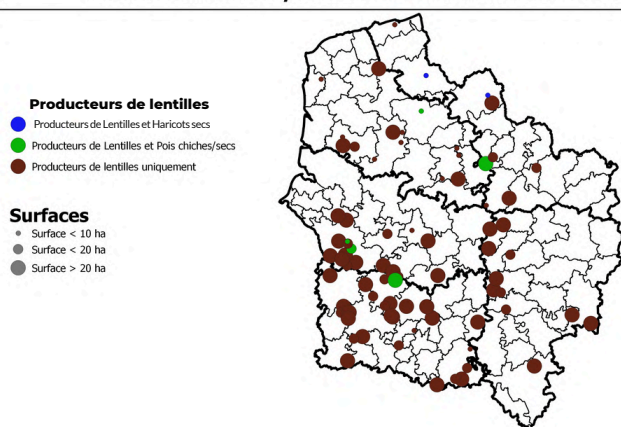 Producteurs de lentilles
Producteurs de Lentilles et Haricots secs
Producteurs de Lentilles et Pois chiches/secs
Producteurs de lentilles uniquement
Surfaces
Surface < 10 ha
Surface < 20 ha
Surface > 20 ha